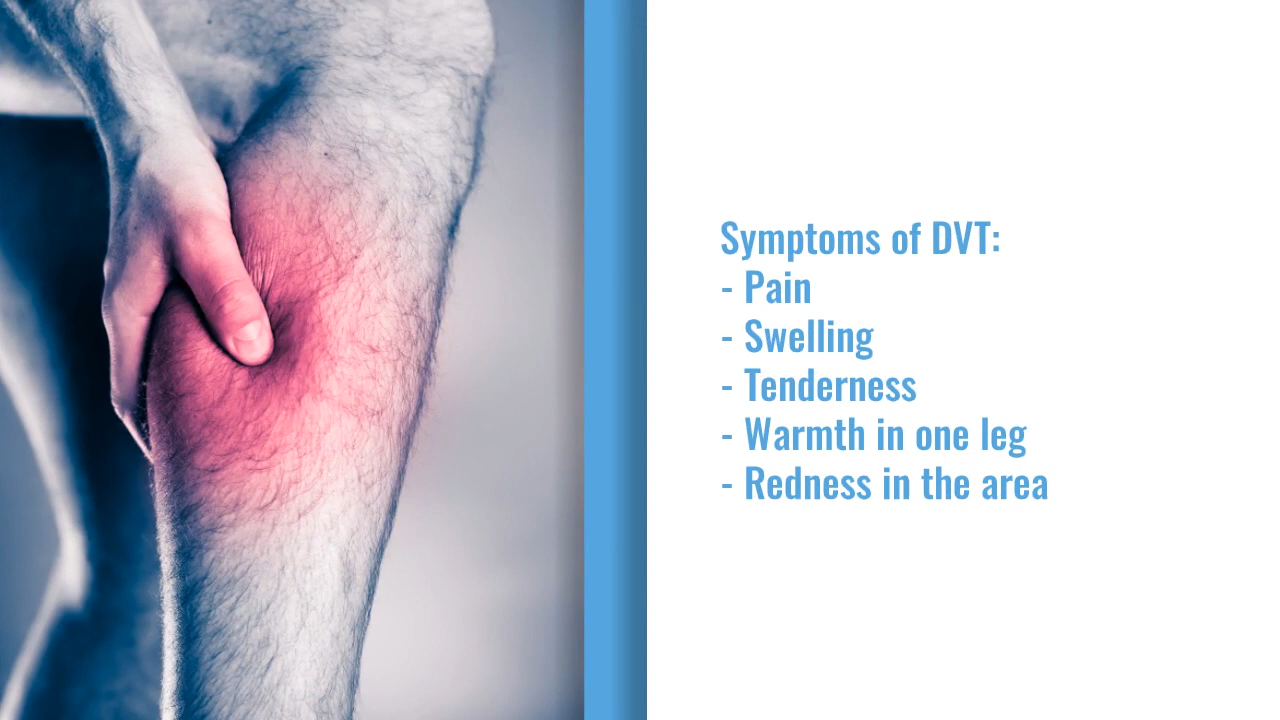 Symptoms of DVT:
- Pain
- Swelling
- Tenderness
- Warmth in one leg
- Redness in the area